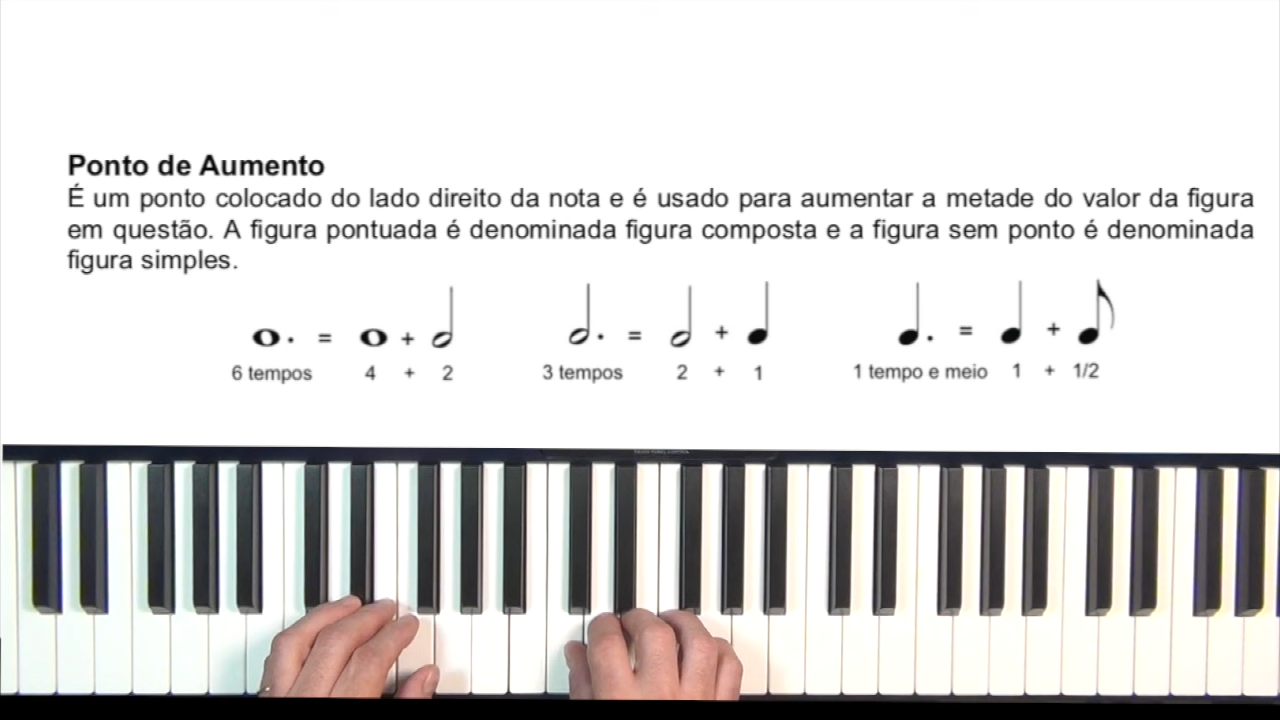 Ponto de Aumento
É um ponto colocado do lado direito da nota e é usado para aumentar a metade do valor da figura
em questão. A figura pontuada é denominada figura composta e a figura sem ponto é denominada
figura simples.
= + = + = +
6 tempos 4 + 2 3 tempos 2 + 1 1 tempo e meio 1 + 1/2